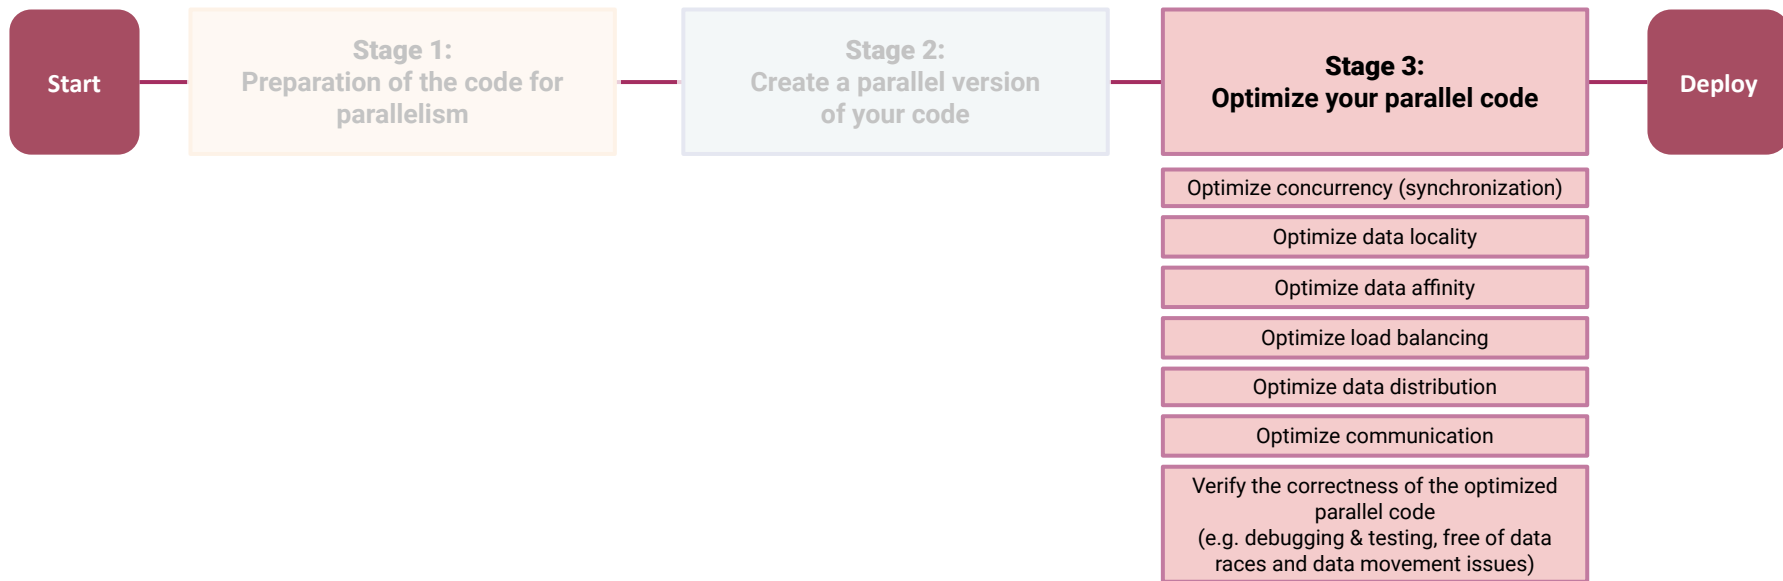 Start
Stage 1:
Preparation of the code for
parallelism
Stage 2:
Create a parallel version
of your code
Stage 3:
Optimize your parallel code
Deploy
Optimize concurrency (synchronization)
Optimize data locality
Optimize data affinity
Optimize load balancing
Optimize data distribution
Optimize communication
Verify the correctness of the optimized
parallel code
(e.g. debugging & testing, free of data
races and data movement issues)